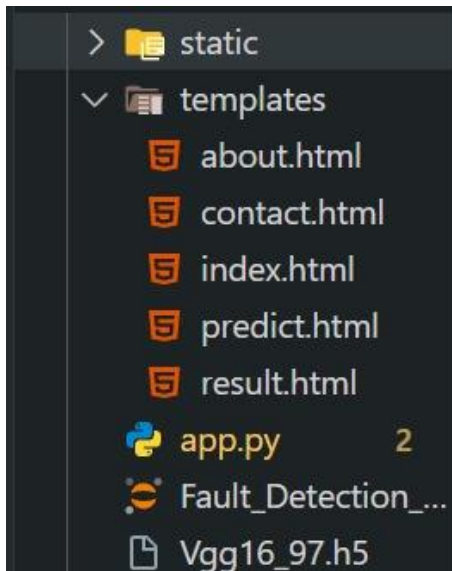 static
templates
about.html
contact.html
index.html
predict.html
result.html
app.py 2
Fault_Detection_...
Vgg16_97.h5